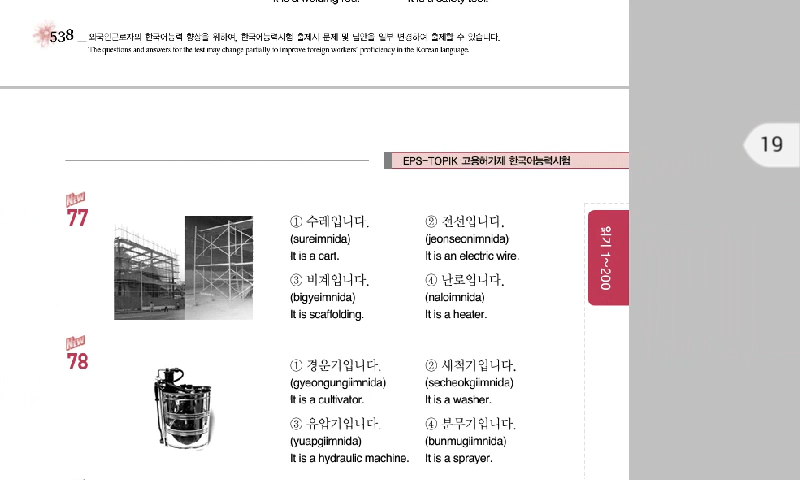 It is a welding rod. It is a safety tool.
538 외국인근로자의 한국어능력 향상을 위하여, 한국어능력시험 출제시 문제 및 답안을 일부 변경하여 출제할 수 있습니다.
The questions and answers for the test may change partially to improve foreign workers' proficiency in the Korean language.
19
EPS-TOPIK 고용허가제 한국어능력시험
읽기 1~200
New
77
① 수레입니다. ② 전선입니다.
(sureimnida) (jeonseonimnida)
It is a cart. It is an electric wire.
③ 비계입니다. ④ 난로입니다.
(bigyeimnida) (naloimnida)
It is scaffolding. It is a heater.
New
78
① 경운기입니다. ② 세척기입니다.
(gyeongungiimnida) (secheokgiimnida)
It is a cultivator. It is a washer.
③ 유압기입니다. ④ 분무기입니다.
(yuapgiimnida) (bunmugiimnida)
It is a hydraulic machine. It is a sprayer.